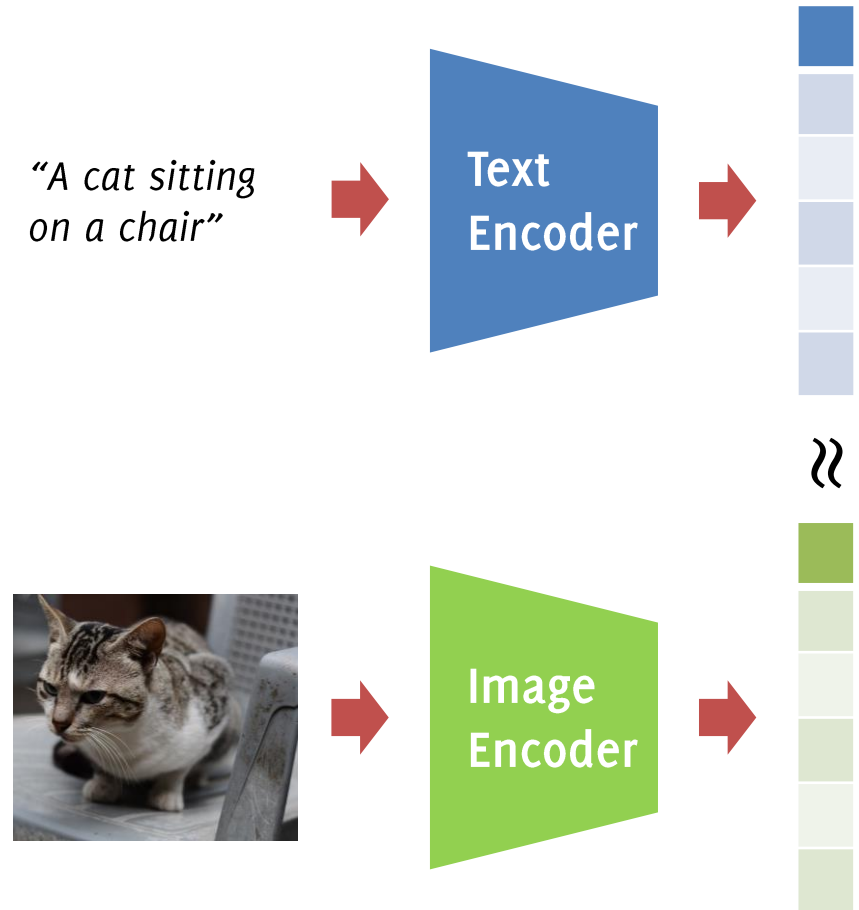 “A cat sitting
on a chair”
Text
Encoder
≈
Image
Encoder